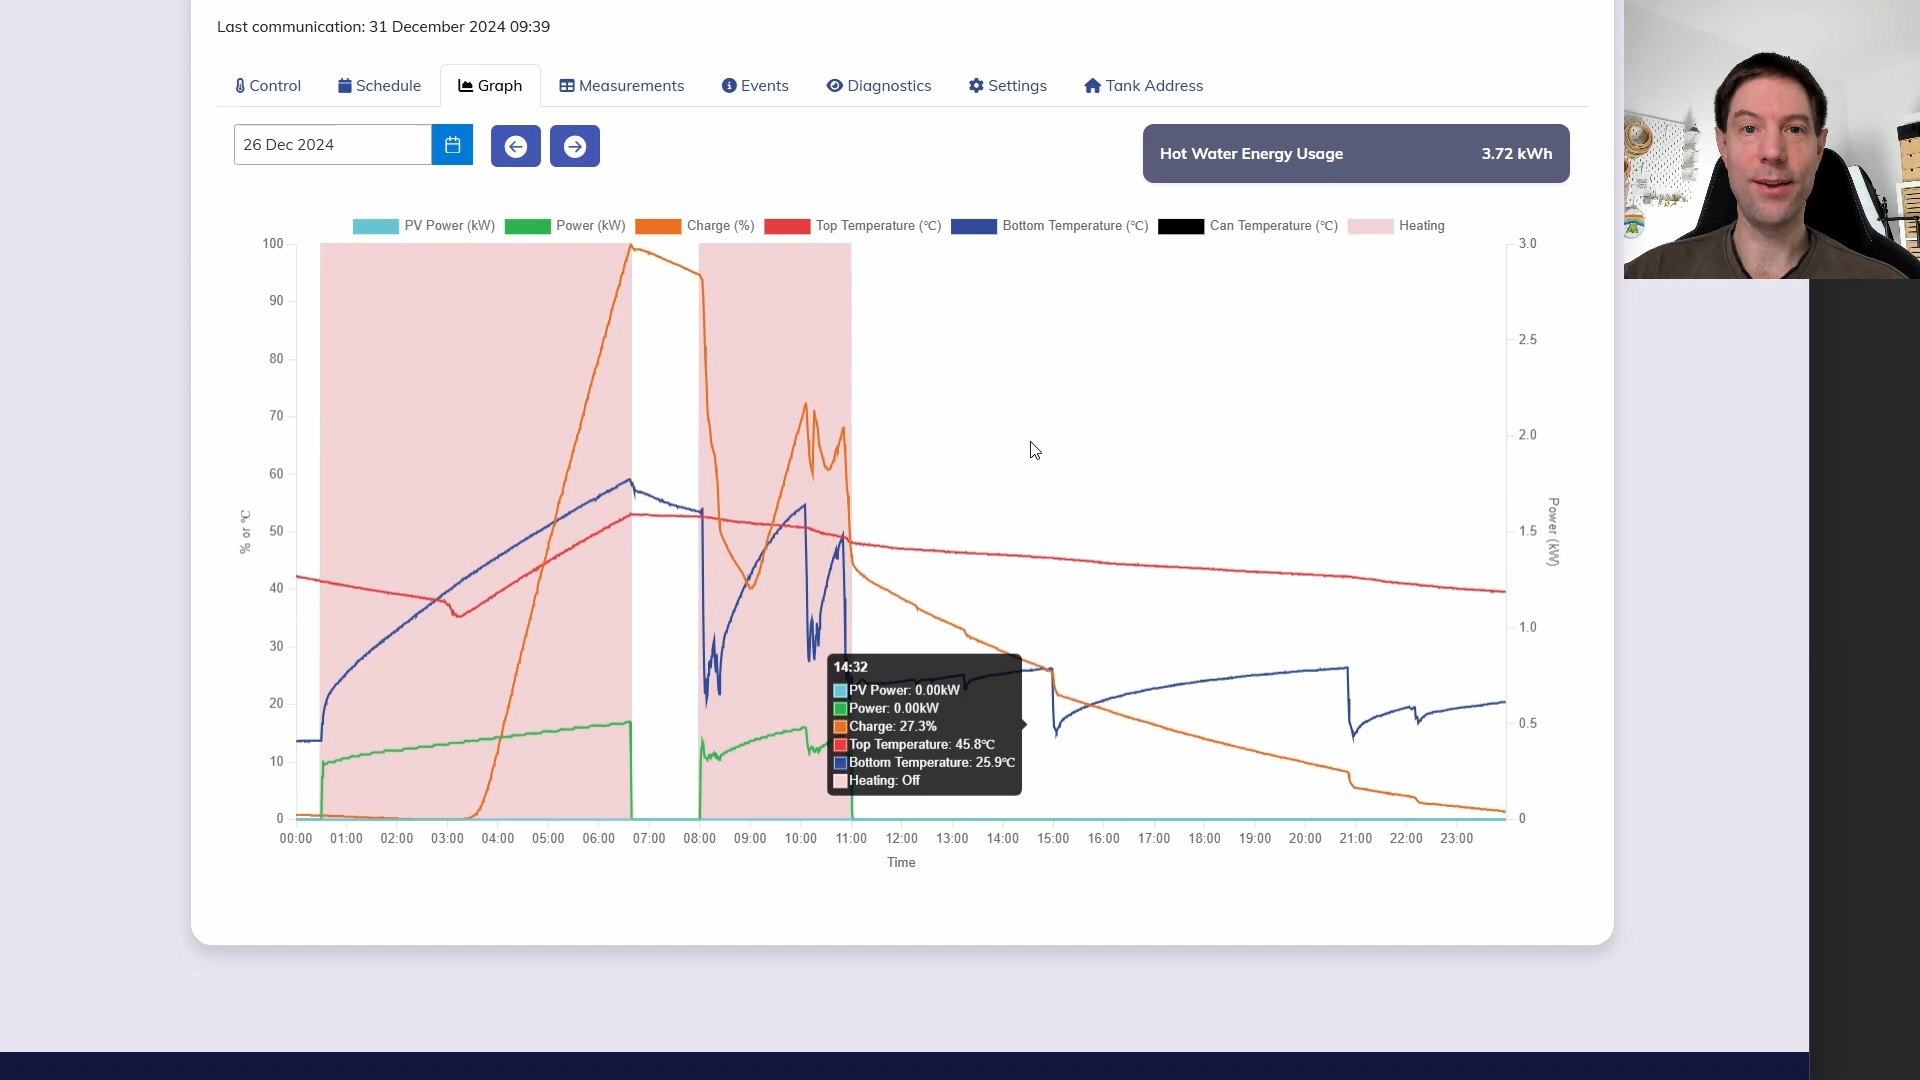 Last communication: 31 December 2024 09:39
Control Schedule Graph Measurements Events Diagnostics Settings Tank Address
26 Dec 2024
Hot Water Energy Usage 3.72 kWh
PV Power (kW) Power (kW) Charge (%) Top Temperature (°C) Bottom Temperature (°C) Can Temperature (°C) Heating
100
90
80
70
60
50
40
30
20
10
0
% or °C
3.0
2.5
2.0
1.5
1.0
0.5
0
Power (kW)
14:32
PV Power: 0.00kW
Power: 0.00kW
Charge: 27.3%
Top Temperature: 45.8°C
Bottom Temperature: 25.9°C
Heating: Off
00:00 01:00 02:00 03:00 04:00 05:00 06:00 07:00 08:00 09:00 10:00 11:00 12:00 13:00 14:00 15:00 16:00 17:00 18:00 19:00 20:00 21:00 22:00 23:00
Time